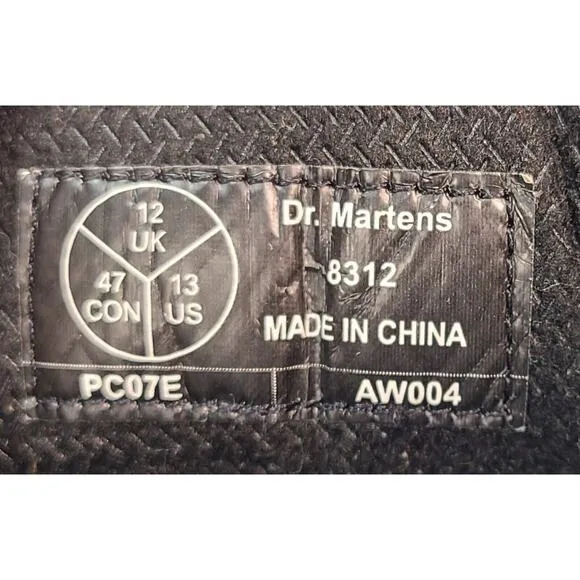 12
UK
47
CON
13
US
Dr. Martens
8312
MADE IN CHINA
PC07E
AW004